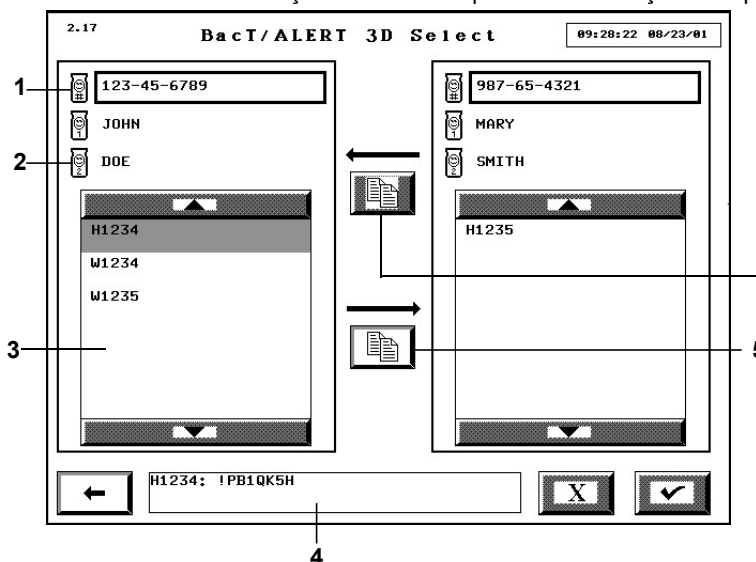 2.17
BacT/ALERT 3D Select
09:28:22 08/23/01
1
123-45-6789
987-65-4321
JOHN
MARY
2
DOE
SMITH
H1234
H1235
W1234
W1235
3
5
H1234: !PB1QK5H
X
4